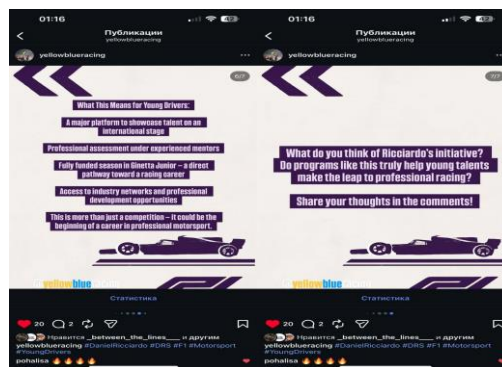 01:16
42
Публикации
yellowblueracing
yellowblueracing
6/7
What This Means for Young Drivers:
A major platform to showcase talent on an
international stage
Professional assessment under experienced mentors
Fully funded season in Ginetta Junior – a direct
pathway toward a racing career
Access to industry networks and professional
development opportunities
This is more than just a competition – it could be the
beginning of a career in professional motorsport.
yellowblue
Статистика
20 2
Нравится _between_the_lines___ и другим
yellowblueracing #DanielRicciardo #DRS #F1 #Motorsport
#YoungDrivers
pohalisa 🔥🔥🔥🔥
01:16
42
Публикации
yellowblueracing
yellowblueracing
7/7
What do you think of Ricciardo's initiative?
Do programs like this truly help young talents
make the leap to professional racing?
Share your thoughts in the comments!
yellowblue
Статистика
20 2
Нравится _between_the_lines___ и другим
yellowblueracing #DanielRicciardo #DRS #F1 #Motorsport
#YoungDrivers
pohalisa 🔥🔥🔥🔥